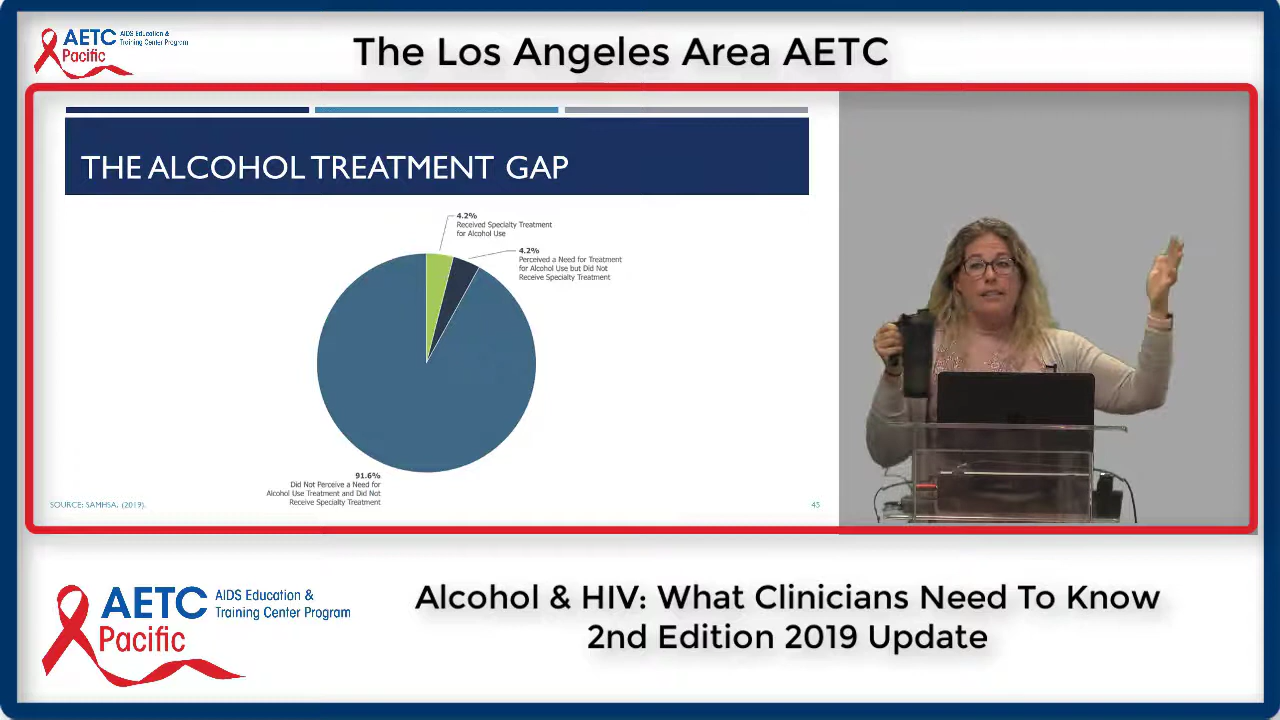 AETC
Pacific
AIDS Education &
Training Center Program
The Los Angeles Area AETC
THE ALCOHOL TREATMENT GAP
4.2%
Received Specialty Treatment
for Alcohol Use
4.2%
Perceived a Need for Treatment
for Alcohol Use but Did Not
Receive Specialty Treatment
91.6%
Did Not Perceive a Need for
Alcohol Use Treatment and Did Not
Receive Specialty Treatment
SOURCE: SAMHSA. (2019).
45
AETC
Pacific
AIDS Education &
Training Center Program
Alcohol & HIV: What Clinicians Need To Know
2nd Edition 2019 Update